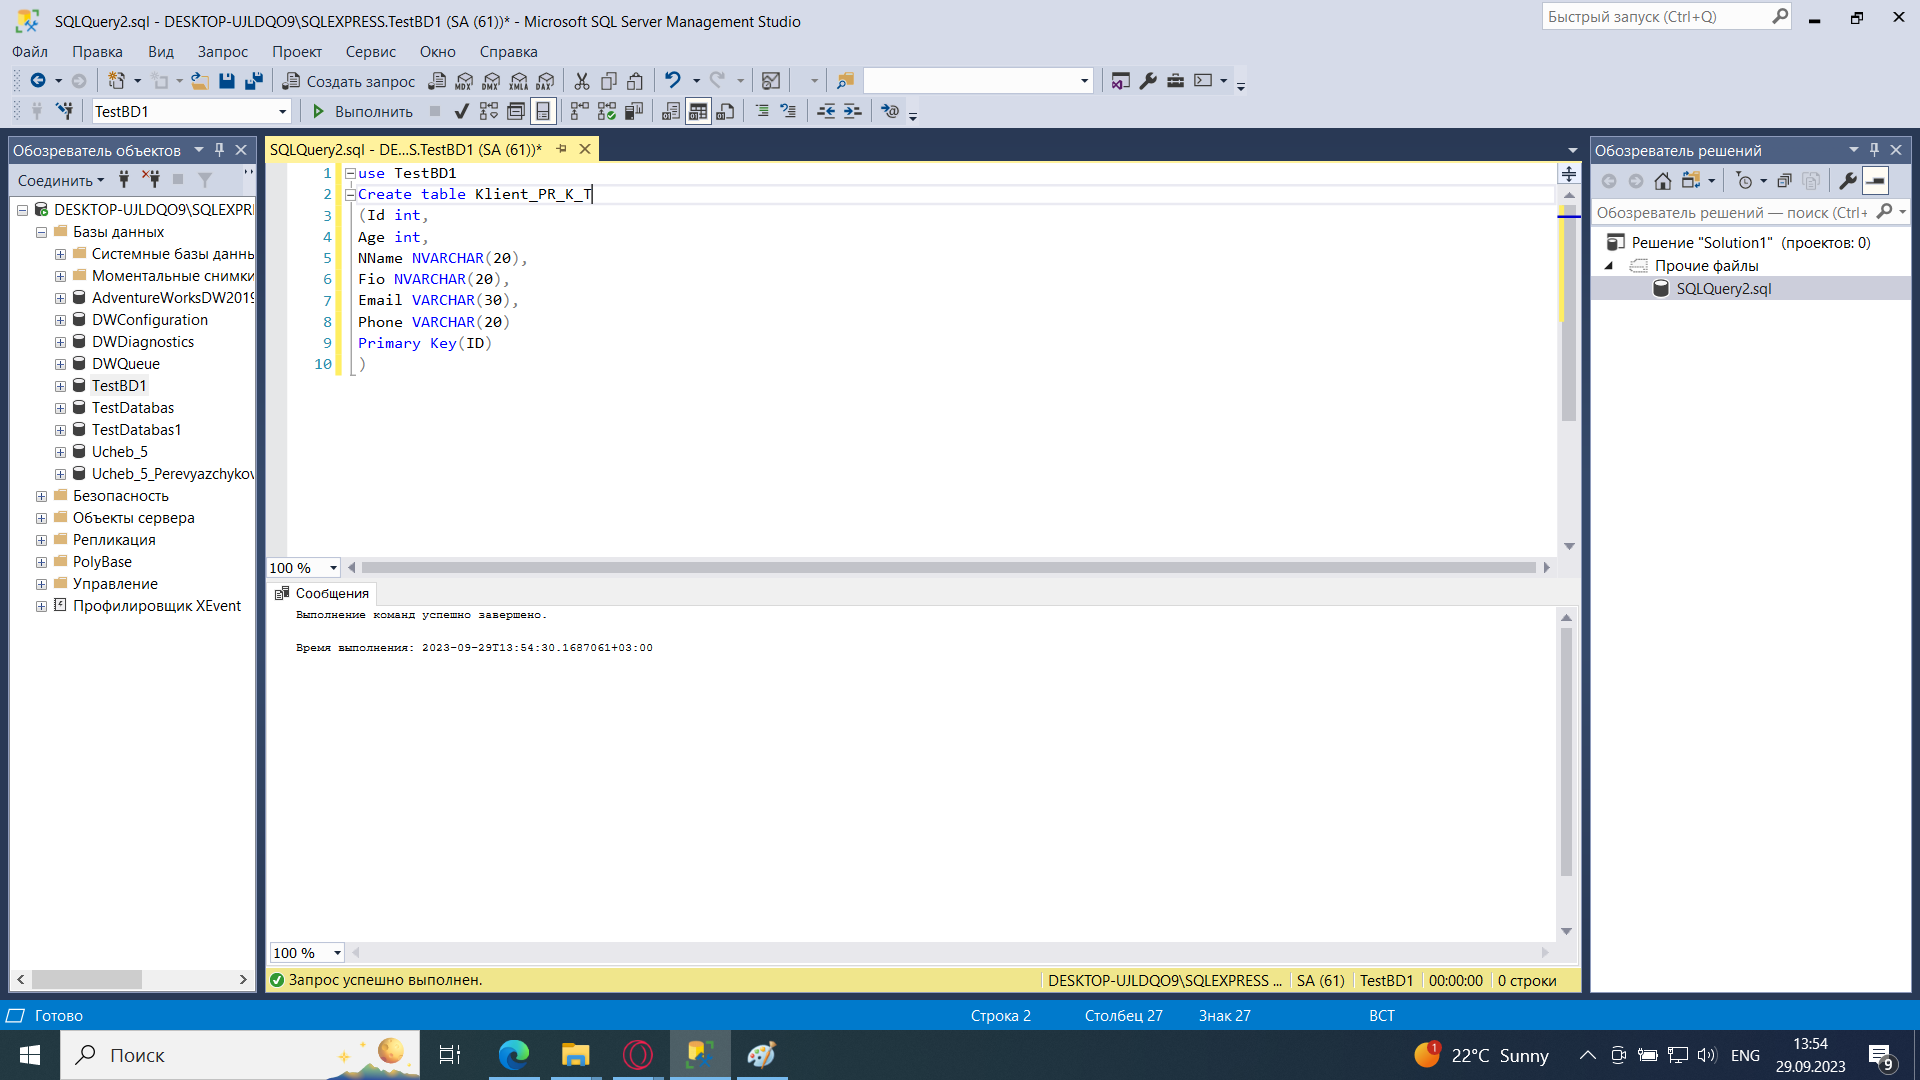 SQLQuery2.sql - DESKTOP-UJLDQO9\SQLEXPRESS.TestBD1 (SA (61))* - Microsoft SQL Server Management Studio
Быстрый запуск (Ctrl+Q)
Файл Правка Вид Запрос Проект Сервис Окно Справка
Создать запрос MDX DMX XMLA DAX
TestBD1 Выполнить
Обозреватель объектов
Соединить
DESKTOP-UJLDQO9\SQLEXPR
Базы данных
Системные базы данны
Моментальные снимки
AdventureWorksDW2019
DWConfiguration
DWDiagnostics
DWQueue
TestBD1
TestDatabas
TestDatabas1
Ucheb_5
Ucheb_5_Perevyazchykov
Безопасность
Объекты сервера
Репликация
PolyBase
Управление
Профилировщик XEvent
SQLQuery2.sql - DE...S.TestBD1 (SA (61))*
1 use TestBD1
2 Create table Klient_PR_K_T
3 (Id int,
4 Age int,
5 NName NVARCHAR(20),
6 Fio NVARCHAR(20),
7 Email VARCHAR(30),
8 Phone VARCHAR(20)
9 Primary Key(ID)
10 )
100 %
Сообщения
Выполнение команд успешно завершено.
Время выполнения: 2023-09-29T13:54:30.1687061+03:00
100 %
Запрос успешно выполнен. DESKTOP-UJLDQO9\SQLEXPRESS ... SA (61) TestBD1 00:00:00 0 строки
Обозреватель решений
Обозреватель решений — поиск (Ctrl+
Решение "Solution1" (проектов: 0)
Прочие файлы
SQLQuery2.sql
Готово Строка 2 Столбец 27 Знак 27 ВСТ
Поиск
1 22°C Sunny ENG
13:54
29.09.2023
9